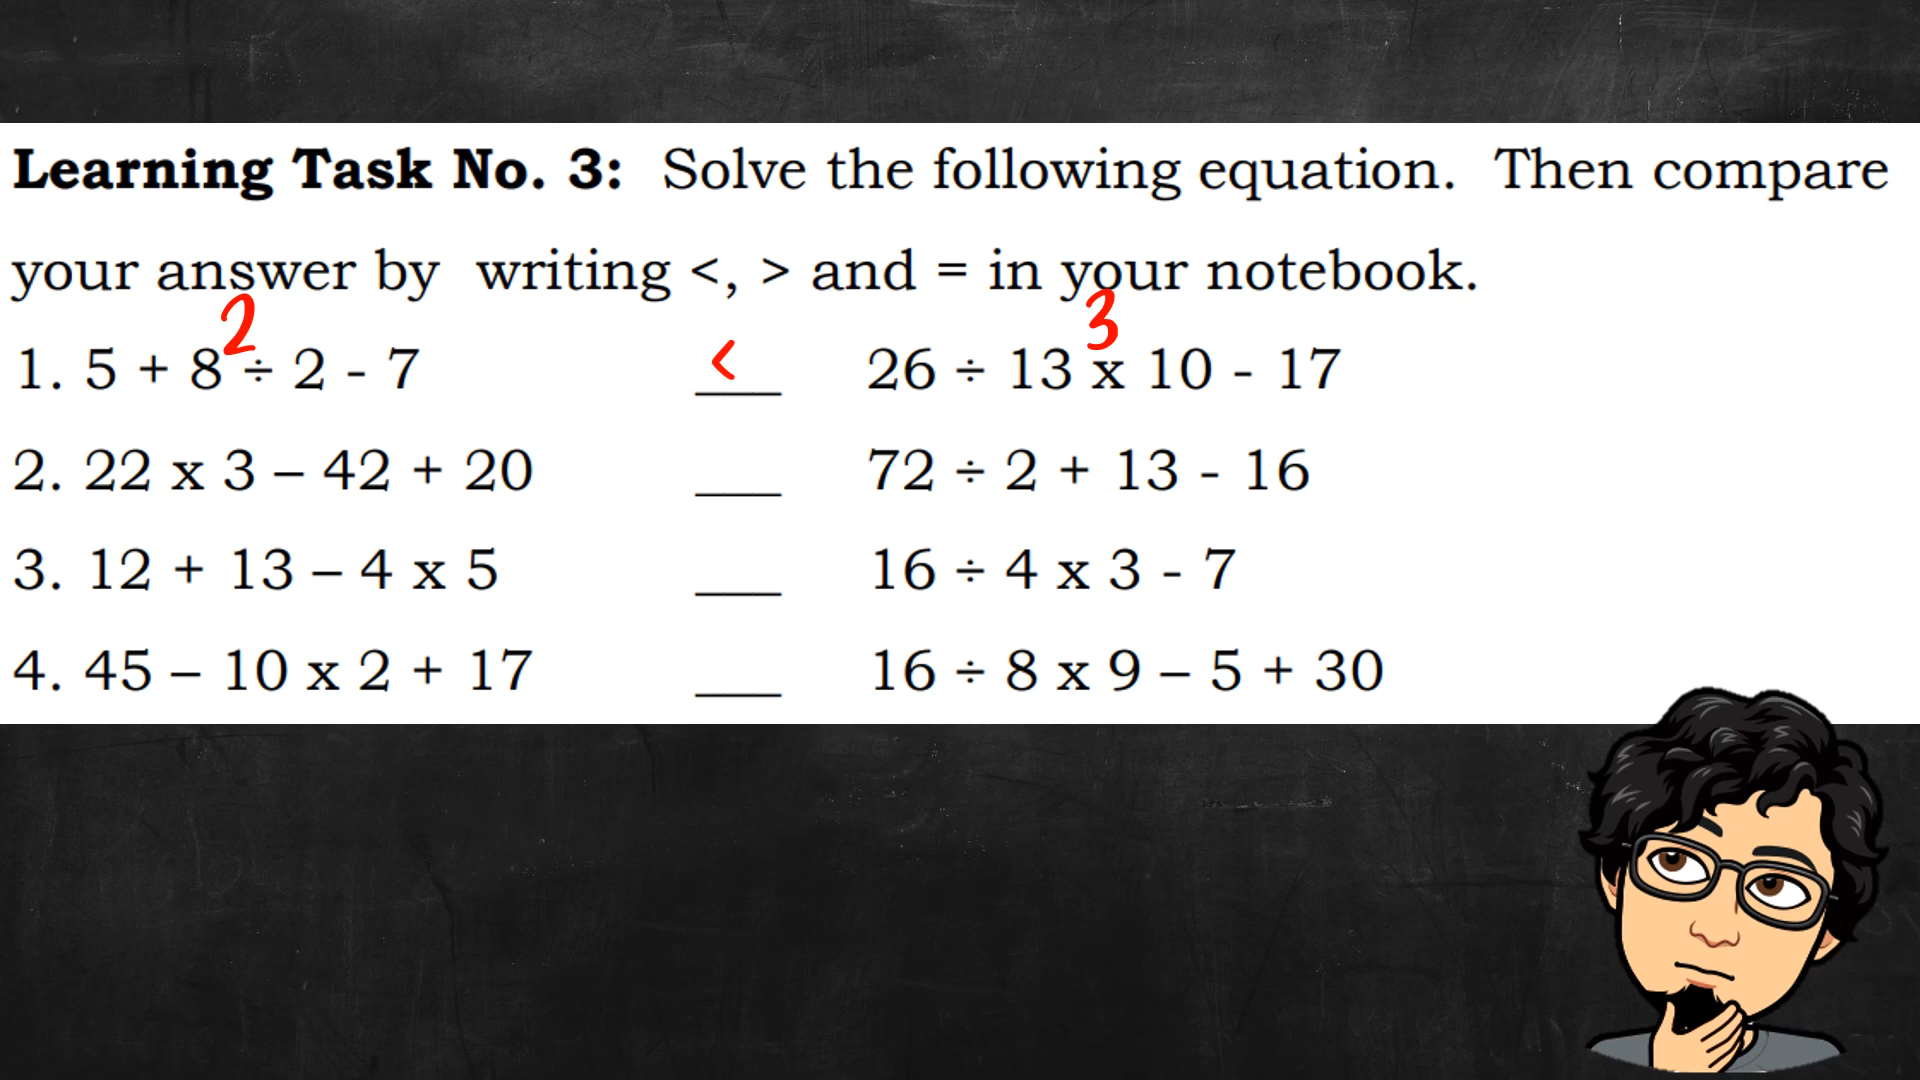 Learning Task No. 3: Solve the following equation. Then compare
your answer by writing <, > and = in your notebook.
2 3
1. 5 + 8 ÷ 2 - 7 ___ < 26 ÷ 13 x 10 - 17
2. 22 x 3 – 42 + 20 ___ 72 ÷ 2 + 13 - 16
3. 12 + 13 – 4 x 5 ___ 16 ÷ 4 x 3 - 7
4. 45 – 10 x 2 + 17 ___ 16 ÷ 8 x 9 – 5 + 30